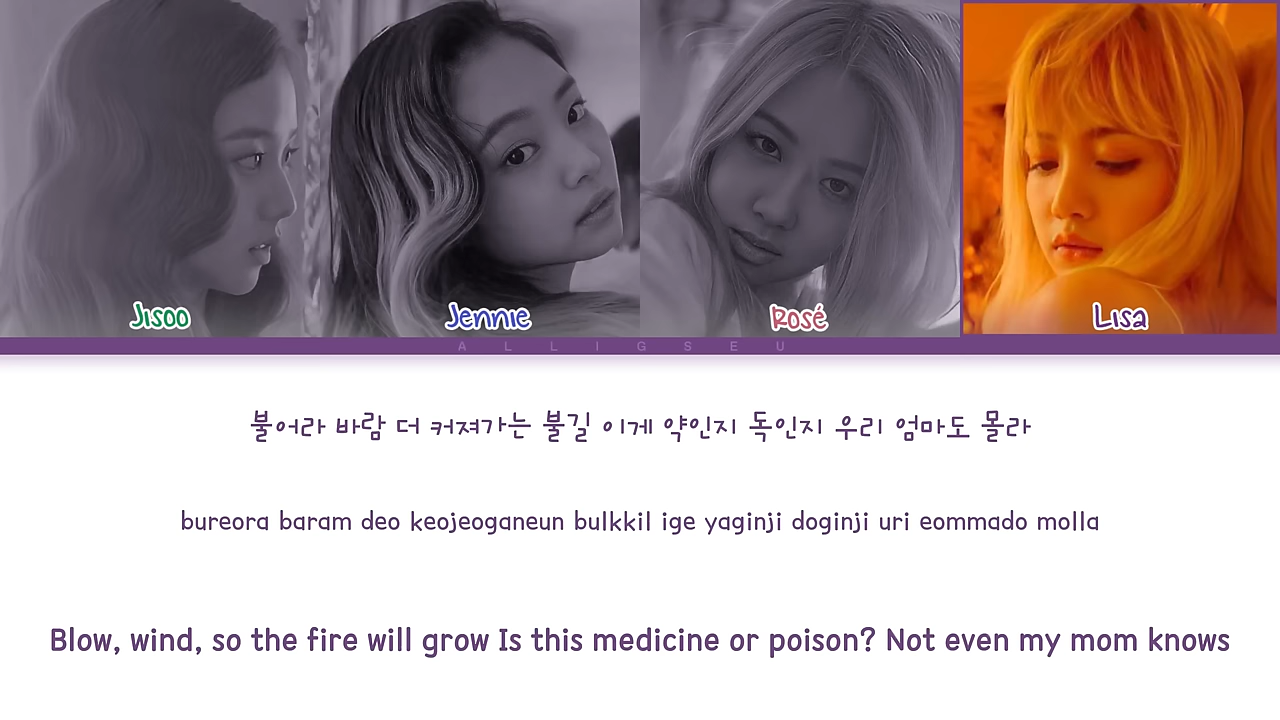 Jisoo
Jennie
Rosé
Lisa
ALLIGSEU
불어라 바람 더 커져가는 불길 이게 약인지 독인지 우리 엄마도 몰라
bureora baram deo keojeoganeun bulkkil ige yaginji doginji uri eommado molla
Blow, wind, so the fire will grow Is this medicine or poison? Not even my mom knows